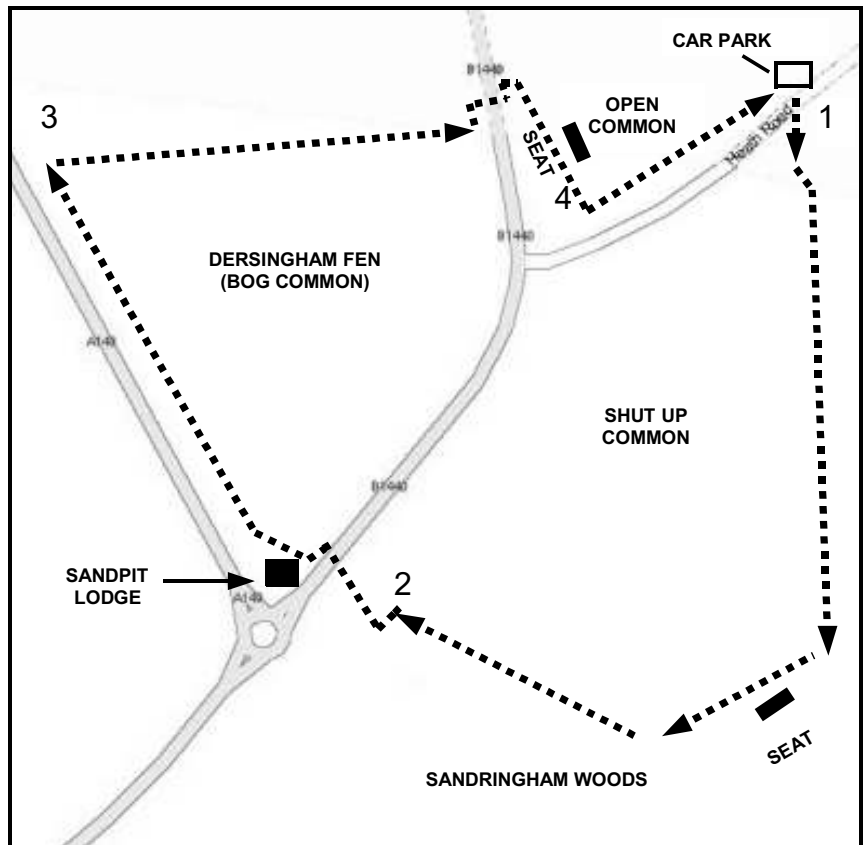 CAR PARK
B1440
3
OPEN
COMMON
1
Heath Road
SEAT
4
B1440
DERSINGHAM FEN
(BOG COMMON)
A149
SHUT UP
COMMON
B1440
SANDPIT
LODGE
2
A149
SEAT
SANDRINGHAM WOODS